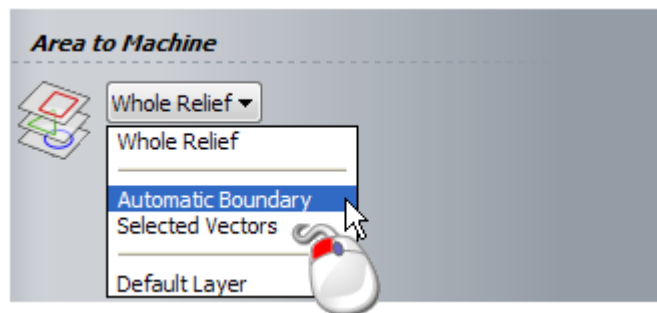 Area to Machine
Whole Relief
Whole Relief
Automatic Boundary
Selected Vectors
Default Layer